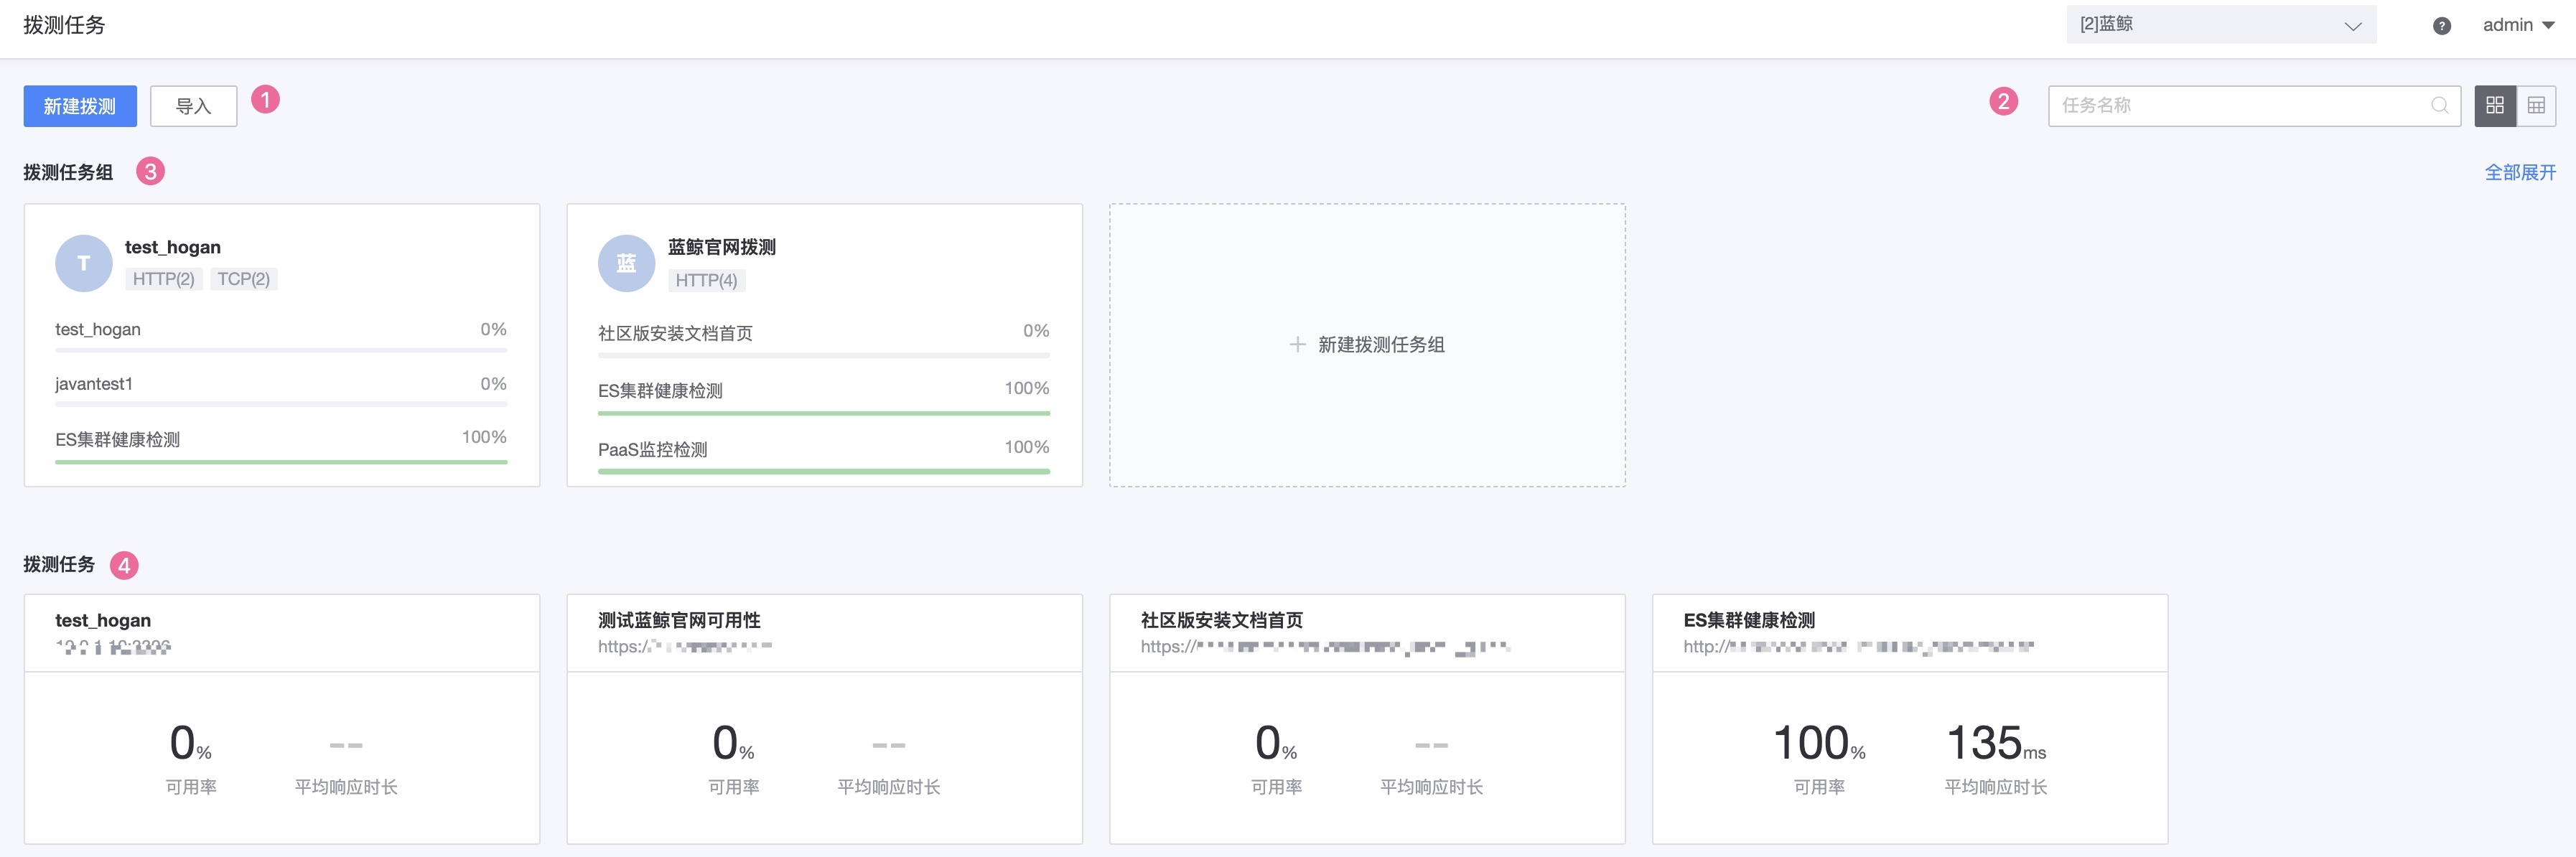 拨测任务
[2]蓝鲸
?
admin
新建拨测
导入
1
2
任务名称
拨测任务组
3
全部展开
T
test_hogan
HTTP(2)
TCP(2)
test_hogan
0%
javantest1
0%
ES集群健康检测
100%
蓝
蓝鲸官网拨测
HTTP(4)
社区版安装文档首页
0%
ES集群健康检测
100%
PaaS监控检测
100%
新建拨测任务组
拨测任务
4
test_hogan
0%
可用率
--
平均响应时长
测试蓝鲸官网可用性
https:/
0%
可用率
--
平均响应时长
社区版安装文档首页
https://
0%
可用率
--
平均响应时长
ES集群健康检测
http://
100%
可用率
135ms
平均响应时长